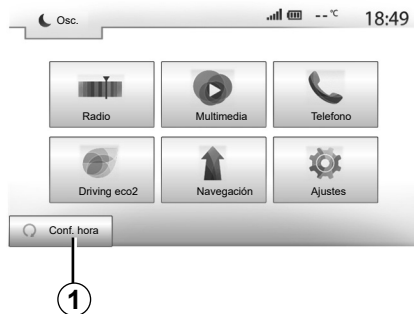 Osc.
--°C
18:49
Radio
Multimedia
Telefono
Driving eco2
Navegación
Ajustes
Conf. hora
1